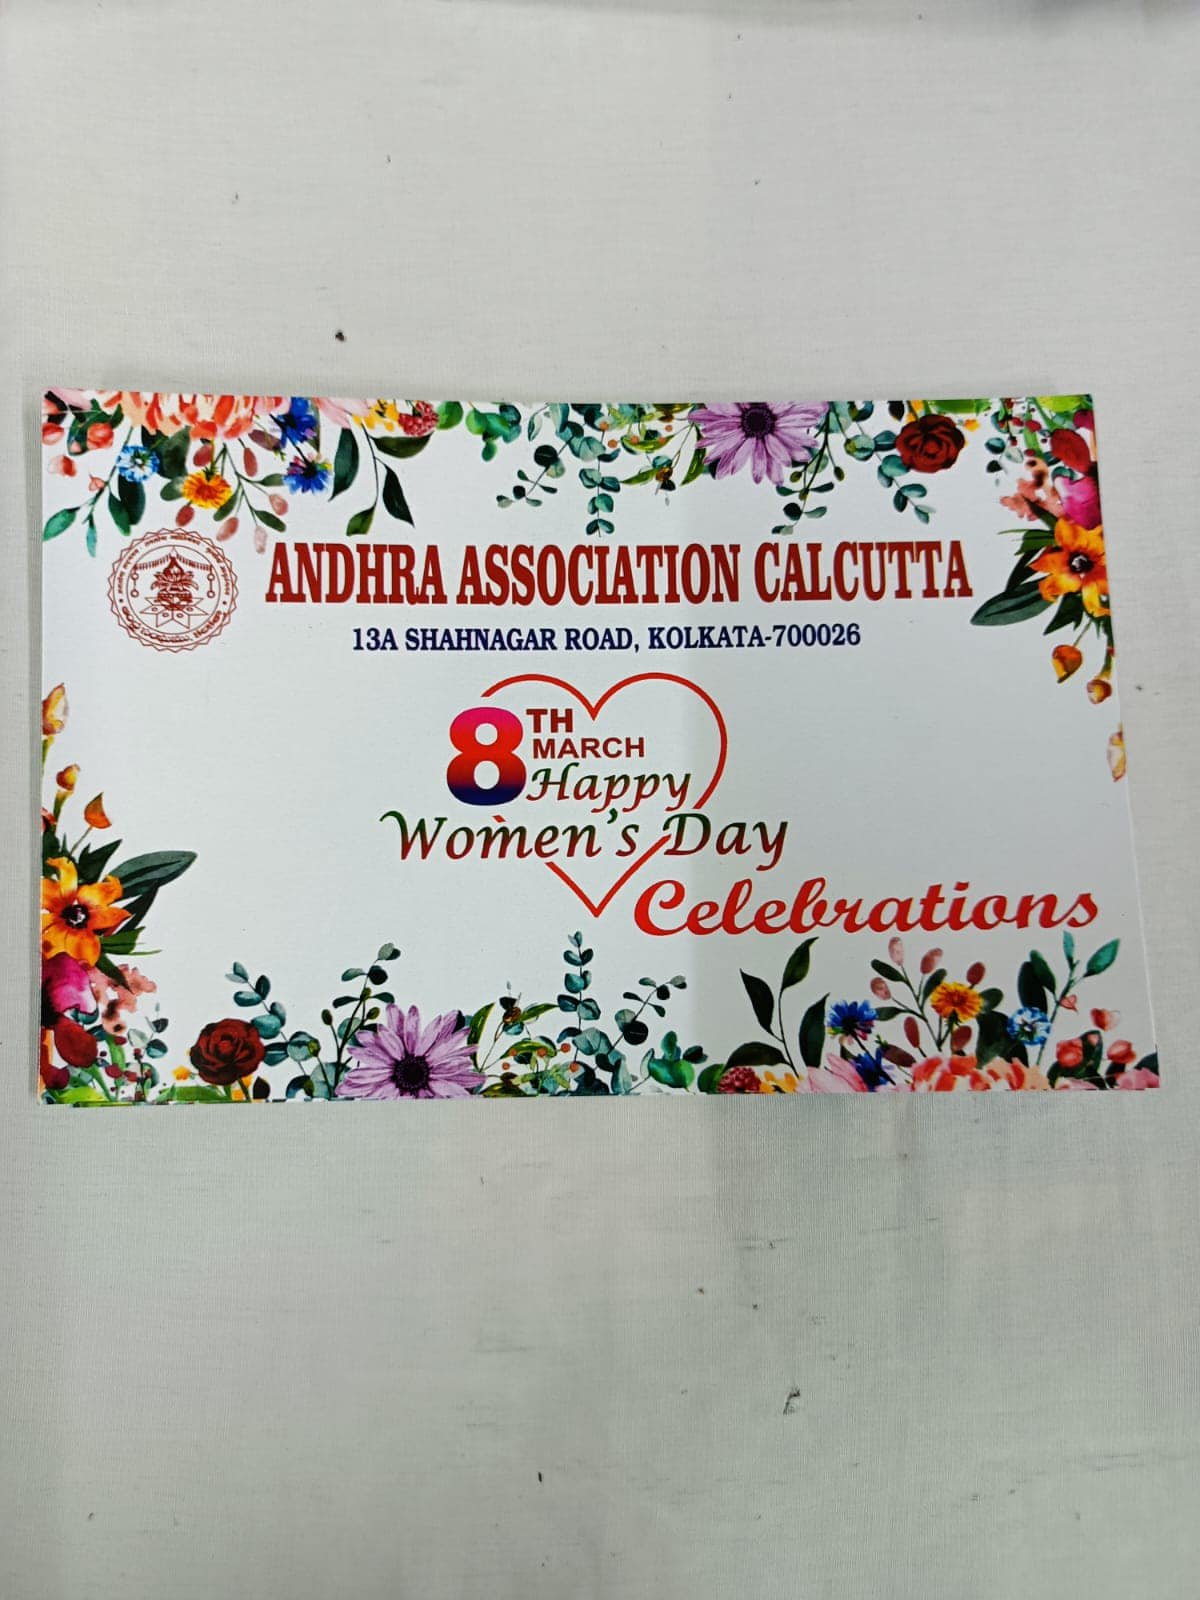 ANDHRA ASSOCIATION CALCUTTA
13A SHAHNAGAR ROAD, KOLKATA-700026
8TH
MARCH
Happy
Women's Day
Celebrations